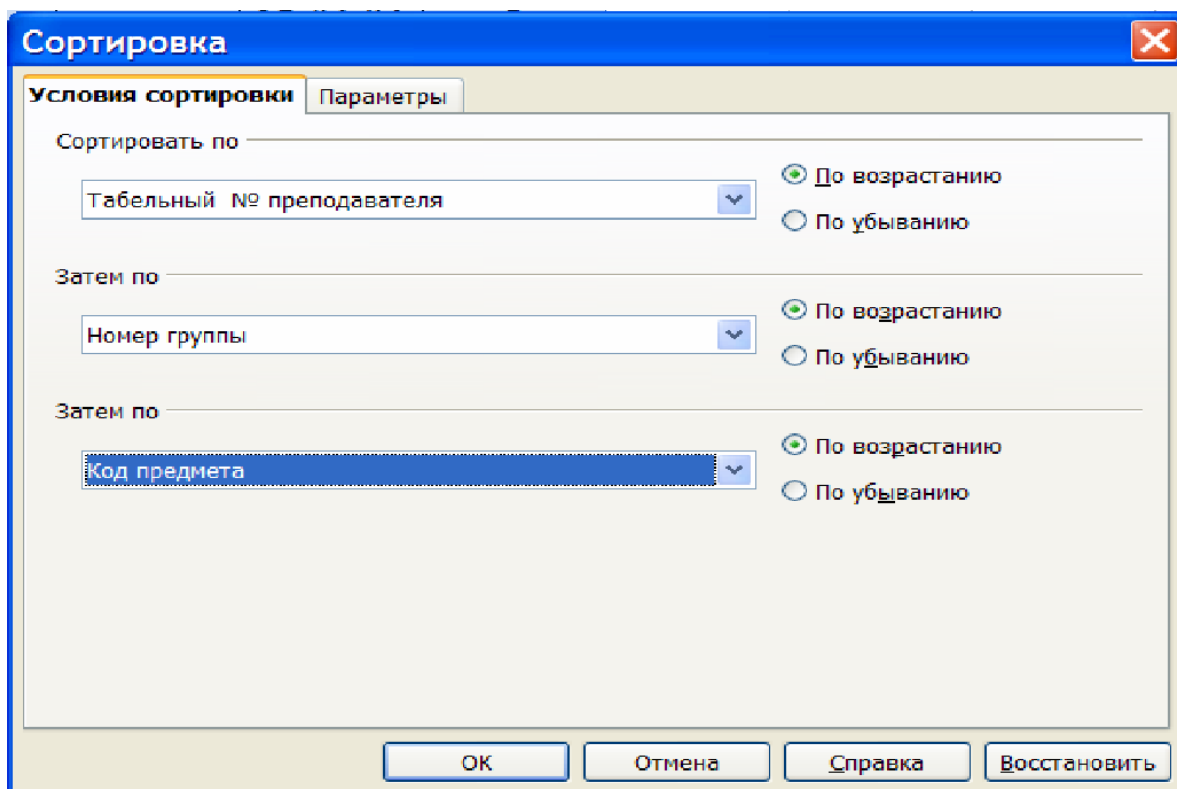 Сортировка
Условия сортировки
Параметры
Сортировать по
Табельный № преподавателя
По возрастанию
По убыванию
Затем по
Номер группы
По возрастанию
По убыванию
Затем по
Код предмета
По возрастанию
По убыванию
ОК
Отмена
Справка
Восстановить